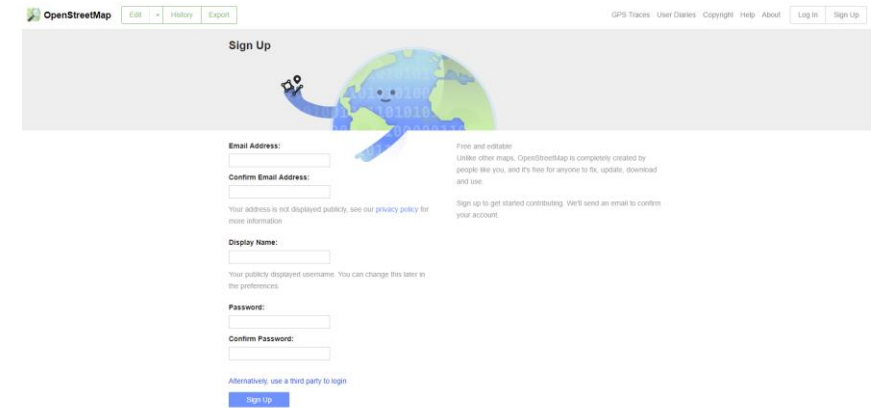 OpenStreetMap Edit History Export GPS Traces User Diaries Copyright Help About Log In Sign Up
Sign Up
Email Address:
Confirm Email Address:
Your address is not displayed publicly, see our privacy policy for
more information
Display Name:
Your publicly displayed username. You can change this later in
the preferences.
Password:
Confirm Password:
Alternatively, use a third party to login
Sign Up
Free and editable
Unlike other maps, OpenStreetMap is completely created by
people like you, and it's free for anyone to fix, update, download
and use.
Sign up to get started contributing. We'll send an email to confirm
your account.